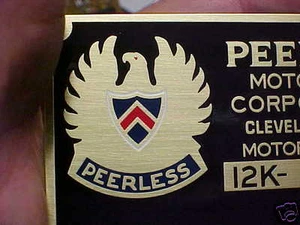 PEERLESS
PEE
MOTO
CORPO
CLEVEL
MOTOR
12K-